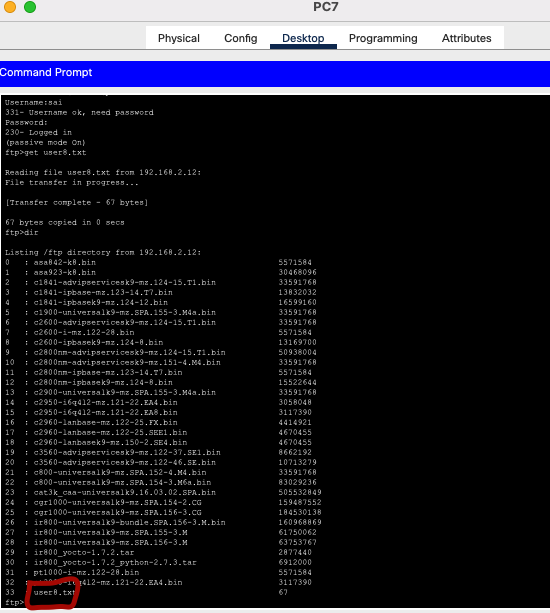 PC7
Physical Config Desktop Programming Attributes
Command Prompt
Username:sai
331- Username ok, need password
Password:
230- Logged in
(passive mode On)
ftp>get user8.txt
Reading file user8.txt from 192.168.2.12:
File transfer in progress...
[Transfer complete - 67 bytes]
67 bytes copied in 0 secs
ftp>dir
Listing /ftp directory from 192.168.2.12:
0 : asa842-k8.bin 5571584
1 : asa923-k8.bin 30468096
2 : c1841-advipservicesk9-mz.124-15.T1.bin 33591768
3 : c1841-ipbase-mz.123-14.T7.bin 13832032
4 : c1841-ipbasek9-mz.124-12.bin 16599160
5 : c1900-universalk9-mz.SPA.155-3.M4a.bin 33591768
6 : c2600-advipservicesk9-mz.124-15.T1.bin 33591768
7 : c2600-i-mz.122-28.bin 5571584
8 : c2600-ipbasek9-mz.124-8.bin 13169700
9 : c2800nm-advipservicesk9-mz.124-15.T1.bin 50938004
10 : c2800nm-advipservicesk9-mz.151-4.M4.bin 33591768
11 : c2800nm-ipbase-mz.123-14.T7.bin 5571584
12 : c2800nm-ipbasek9-mz.124-8.bin 15522644
13 : c2900-universalk9-mz.SPA.155-3.M4a.bin 33591768
14 : c2950-i6q4l2-mz.121-22.EA4.bin 3058048
15 : c2950-i6q4l2-mz.121-22.EA8.bin 3117390
16 : c2960-lanbase-mz.122-25.FX.bin 4414921
17 : c2960-lanbase-mz.122-25.SEE1.bin 4670455
18 : c2960-lanbasek9-mz.150-2.SE4.bin 4670455
19 : c3560-advipservicesk9-mz.122-37.SE1.bin 8662192
20 : c3560-advipservicesk9-mz.122-46.SE.bin 10713279
21 : c800-universalk9-mz.SPA.152-4.M4.bin 33591768
22 : c800-universalk9-mz.SPA.154-3.M6a.bin 83029236
23 : cat3k_caa-universalk9.16.03.02.SPA.bin 505532849
24 : cgr1000-universalk9-mz.SPA.154-2.CG 159487552
25 : cgr1000-universalk9-mz.SPA.156-3.CG 184530138
26 : ir800-universalk9-bundle.SPA.156-3.M.bin 160968869
27 : ir800-universalk9-mz.SPA.155-3.M 61750062
28 : ir800-universalk9-mz.SPA.156-3.M 63753767
29 : ir800_yocto-1.7.2.tar 2877440
30 : ir800_yocto-1.7.2_python-2.7.3.tar 6912000
31 : pt1000-i-mz.122-28.bin 5571584
32 : 3117390
33 : user8.txt 67
ftp>